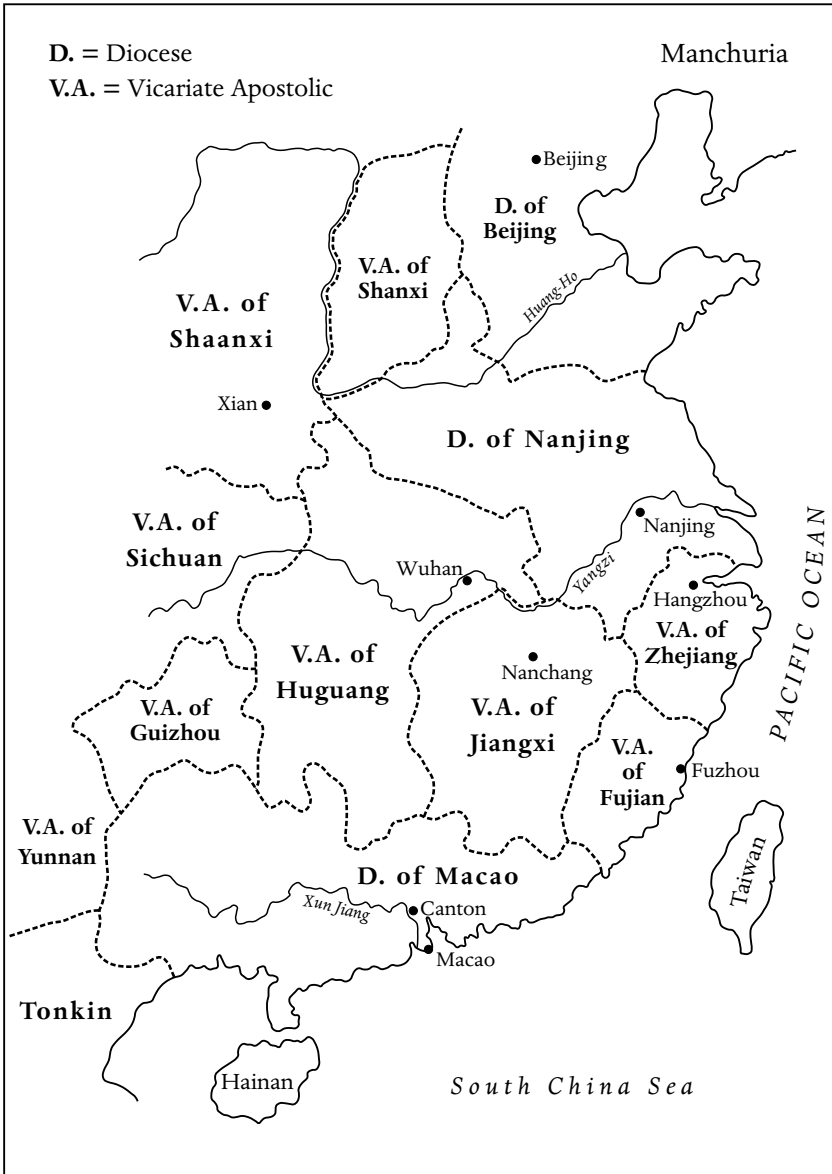 D. = Diocese
V.A. = Vicariate Apostolic
Manchuria
Beijing
D. of
Beijing
V.A. of
Shanxi
V.A. of
Shaanxi
Huang-Ho
Xian
D. of Nanjing
V.A. of
Sichuan
Nanjing
Wuhan
Yangzi
Hangzhou
V.A. of
Zhejiang
PACIFIC OCEAN
V.A. of
Huguang
Nanchang
V.A. of
Jiangxi
V.A. of
Guizhou
V.A.
of
Fujian
Fuzhou
V.A. of
Yunnan
Taiwan
D. of Macao
Xun Jiang
Canton
Macao
Tonkin
Hainan
South China Sea